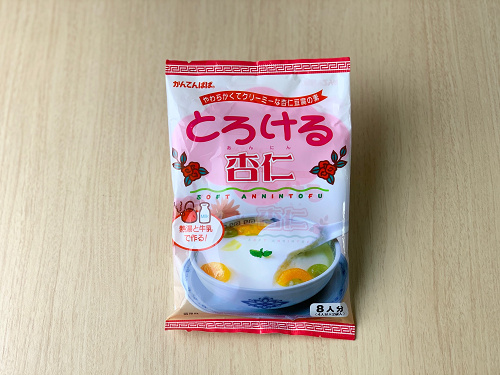 かんてんぱぱ®
やわらかくてクリーミーな杏仁豆腐の素
とろける
あんにん
杏仁
SOFT ANNINTOFU
熱湯と牛乳
で作る!
8人分